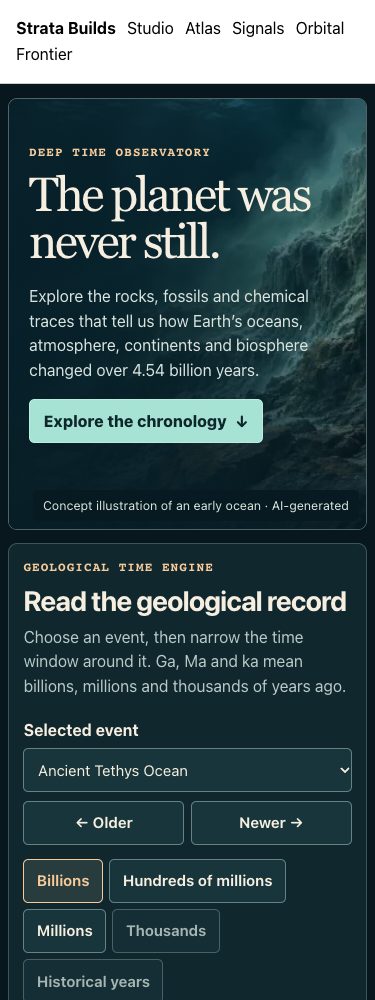 Strata Builds Studio Atlas Signals Orbital
Frontier
DEEP TIME OBSERVATORY
The planet was
never still.
Explore the rocks, fossils and chemical
traces that tell us how Earth’s oceans,
atmosphere, continents and biosphere
changed over 4.54 billion years.
Explore the chronology ↓
Concept illustration of an early ocean · AI-generated
GEOLOGICAL TIME ENGINE
Read the geological record
Choose an event, then narrow the time
window around it. Ga, Ma and ka mean
billions, millions and thousands of years ago.
Selected event
Ancient Tethys Ocean
← Older
Newer →
Billions
Hundreds of millions
Millions
Thousands
Historical years